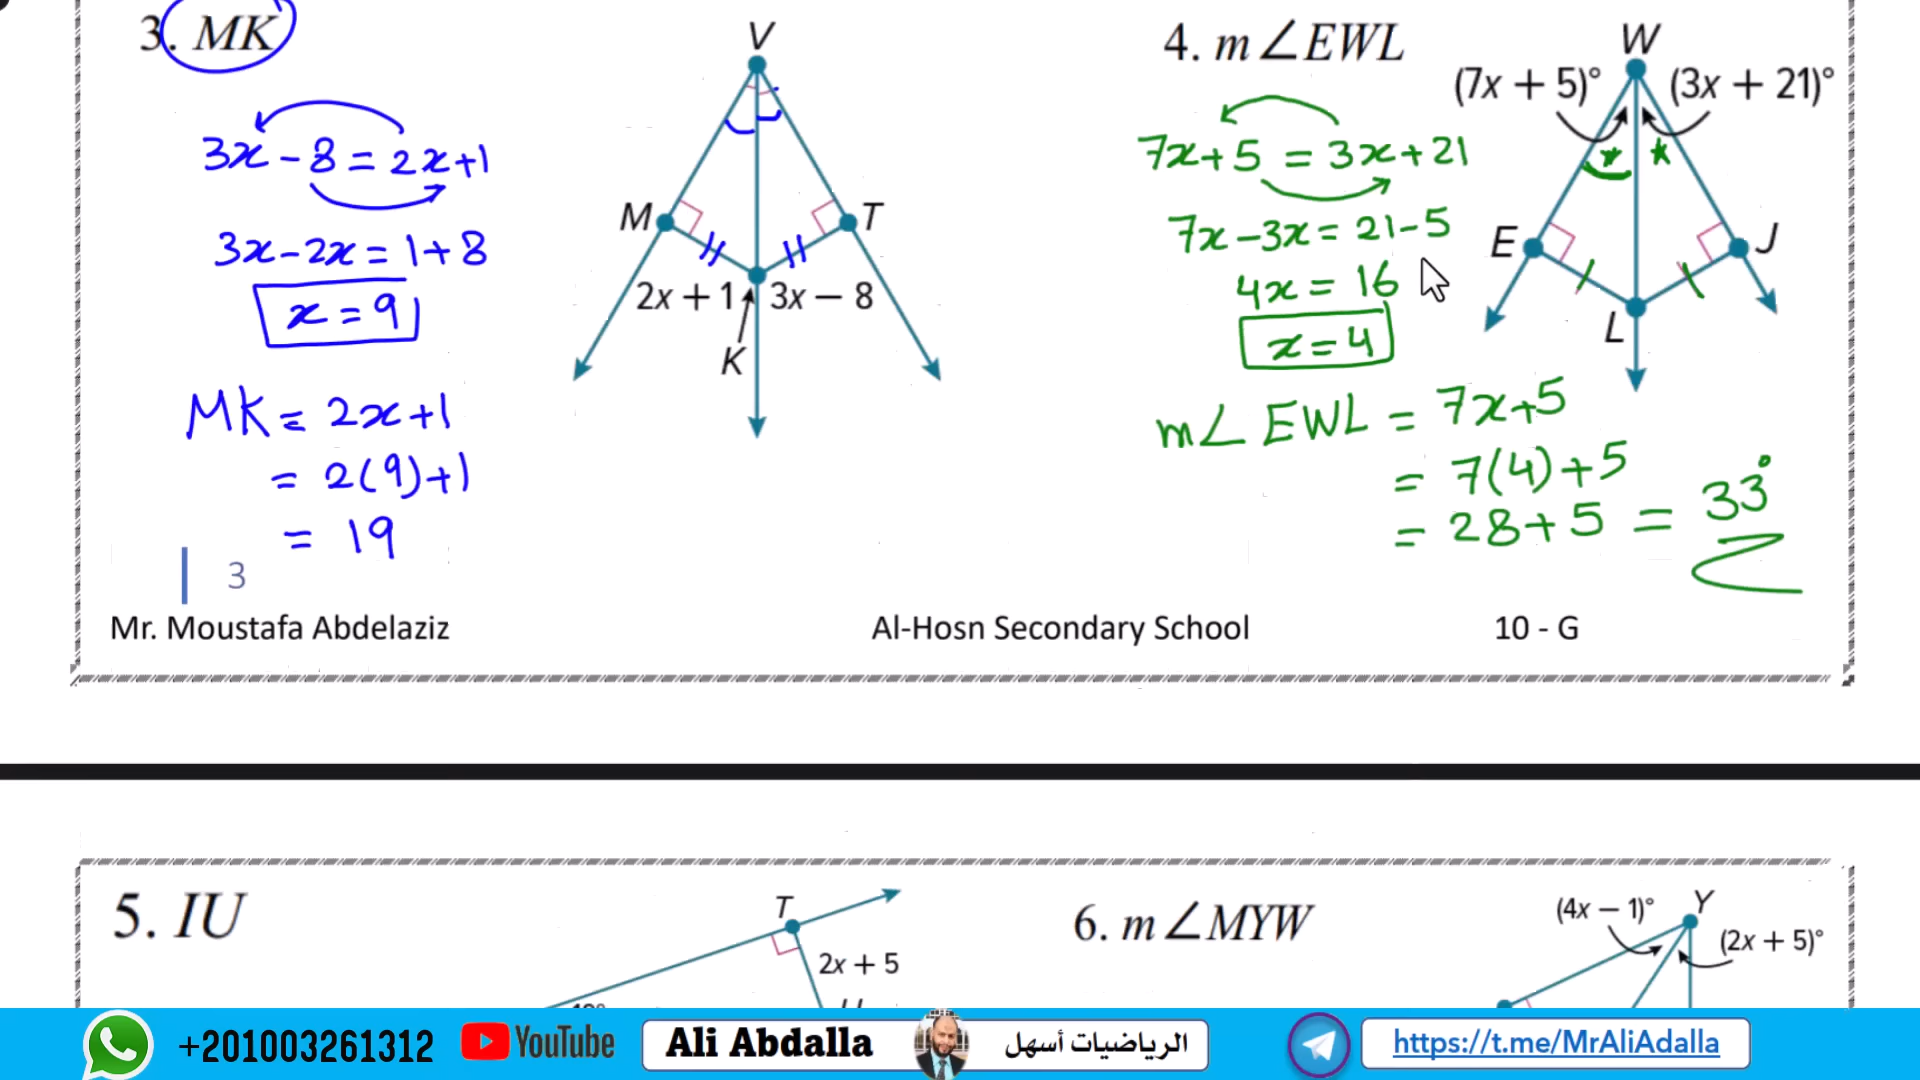 3. MK
3x - 8 = 2x + 1
3x - 2x = 1 + 8
x = 9
MK = 2x + 1
= 2(9) + 1
= 19
V
M
T
2x + 1
3x − 8
K
4. m∠EWL
W
(7x + 5)°
(3x + 21)°
7x + 5 = 3x + 21
7x - 3x = 21 - 5
4x = 16
x = 4
E
J
L
m∠EWL = 7x + 5
= 7(4) + 5
= 28 + 5 = 33°
3
Mr. Moustafa Abdelaziz
Al-Hosn Secondary School
10 - G
5. IU
T
2x + 5
6. m∠MYW
(4x − 1)°
Y
(2x + 5)°
+201003261312
YouTube
Ali Abdalla
الرياضيات أسهل
https://t.me/MrAliAdalla